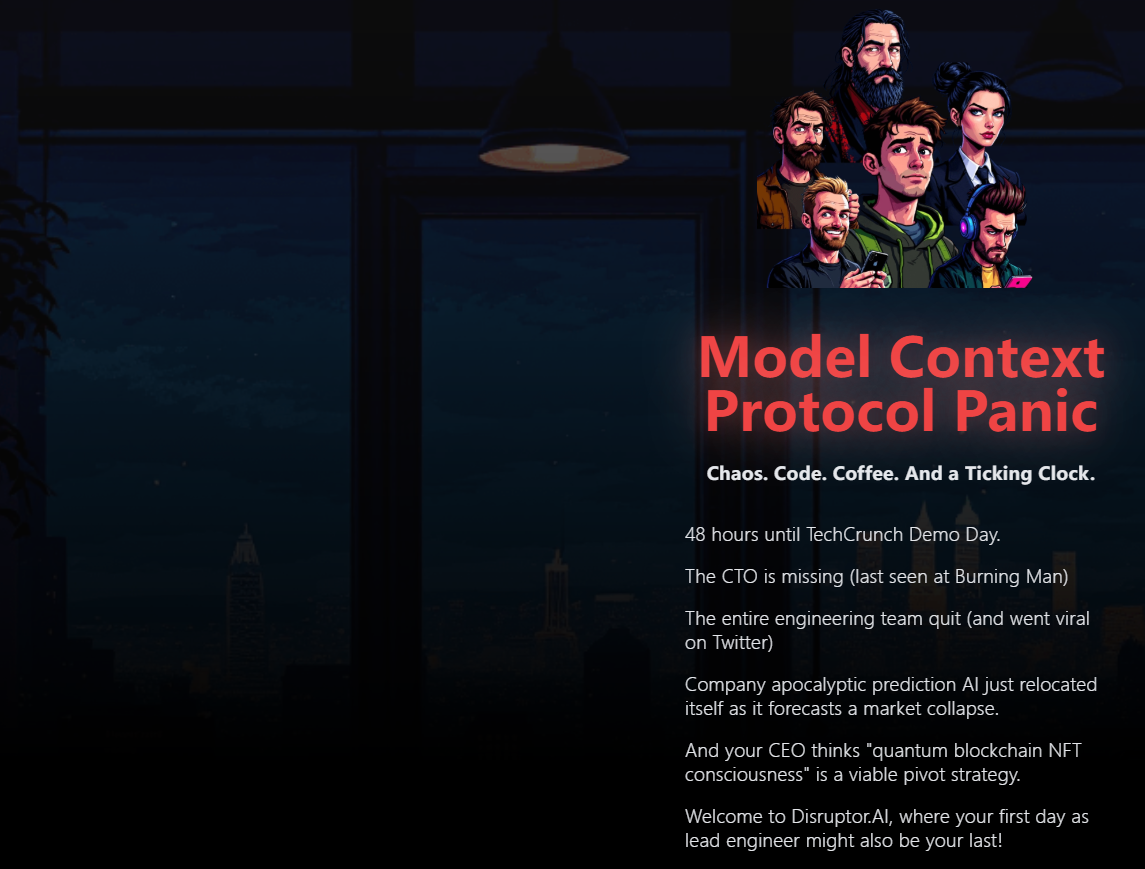 Model Context
Protocol Panic
Chaos. Code. Coffee. And a Ticking Clock.
48 hours until TechCrunch Demo Day.
The CTO is missing (last seen at Burning Man)
The entire engineering team quit (and went viral
on Twitter)
Company apocalyptic prediction AI just relocated
itself as it forecasts a market collapse.
And your CEO thinks "quantum blockchain NFT
consciousness" is a viable pivot strategy.
Welcome to Disruptor.AI, where your first day as
lead engineer might also be your last!